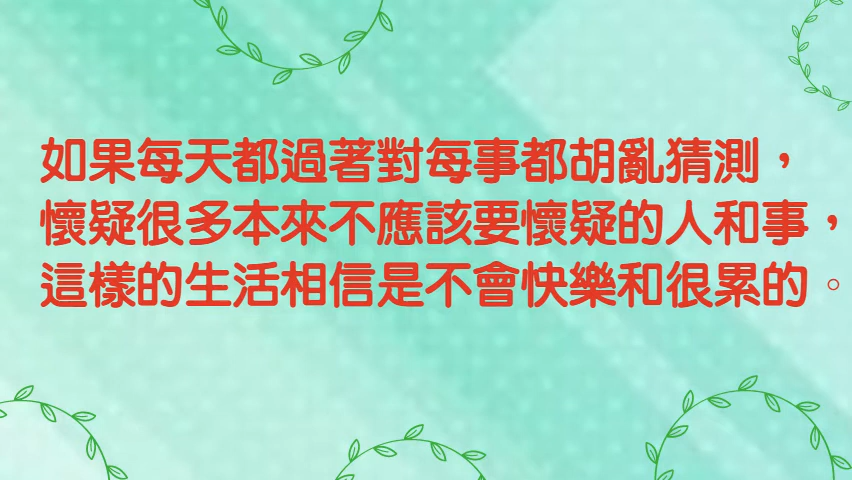 如果每天都過著對每事都胡亂猜測，
懷疑很多本來不應該要懷疑的人和事，
這樣的生活相信是不會快樂和很累的。